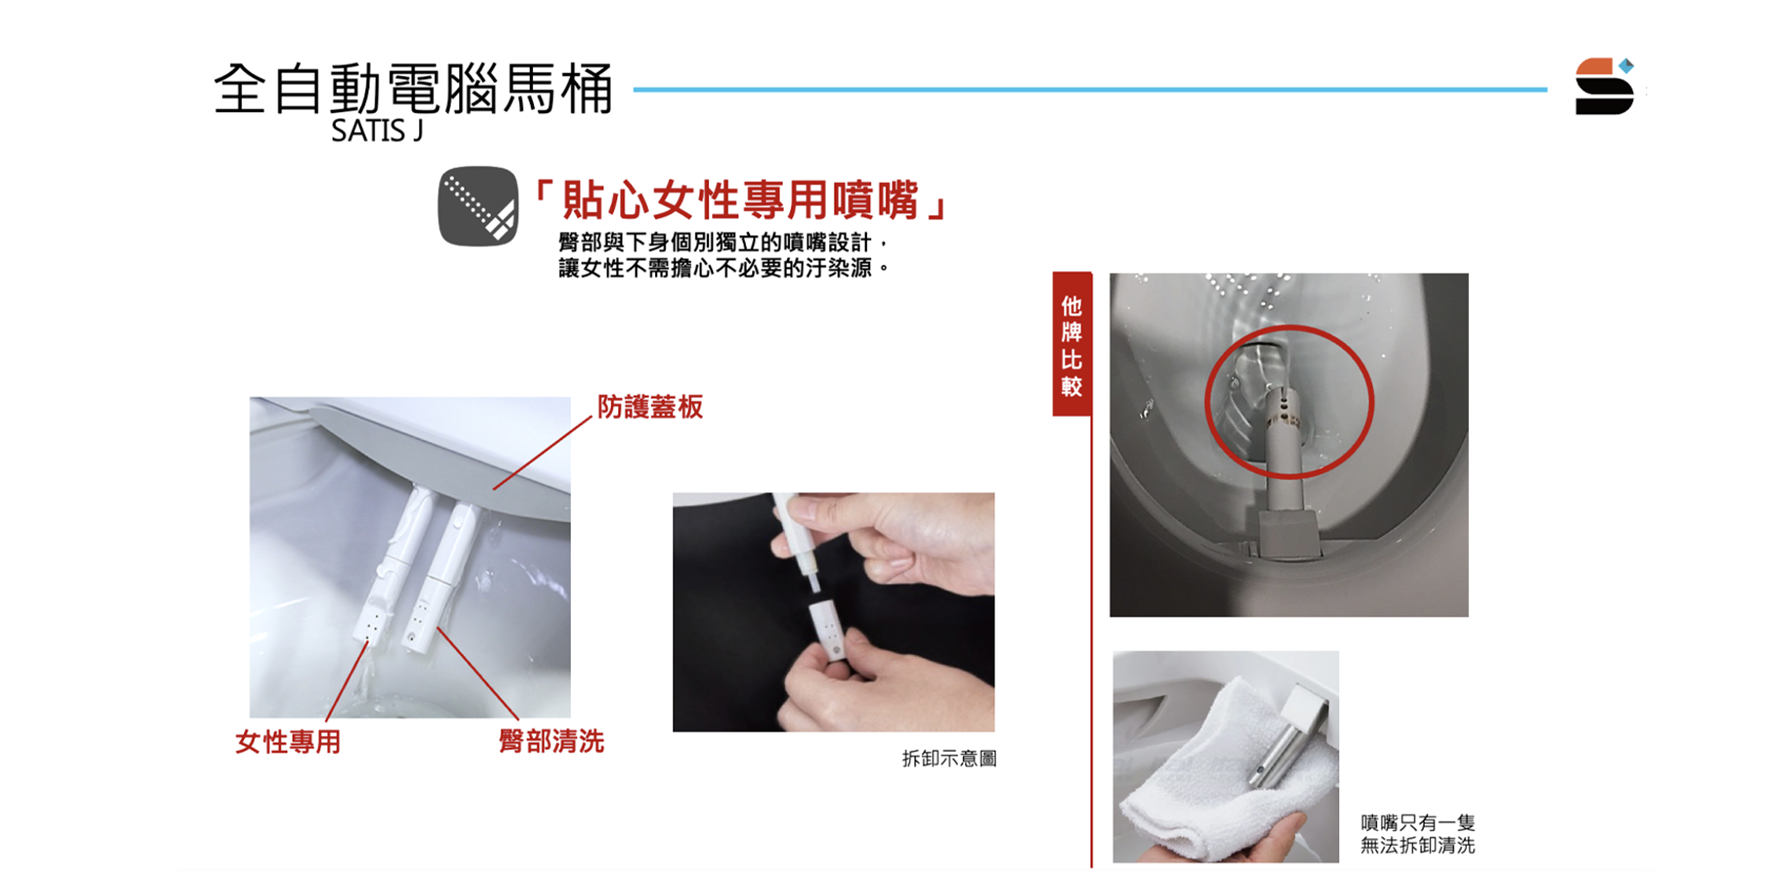 全自動電腦馬桶
SATIS J
「貼心女性專用噴嘴」
臀部與下身個別獨立的噴嘴設計，
讓女性不需擔心不必要的汙染源。
防護蓋板
女性專用
臀部清洗
拆卸示意圖
他牌比較
噴嘴只有一隻
無法拆卸清洗